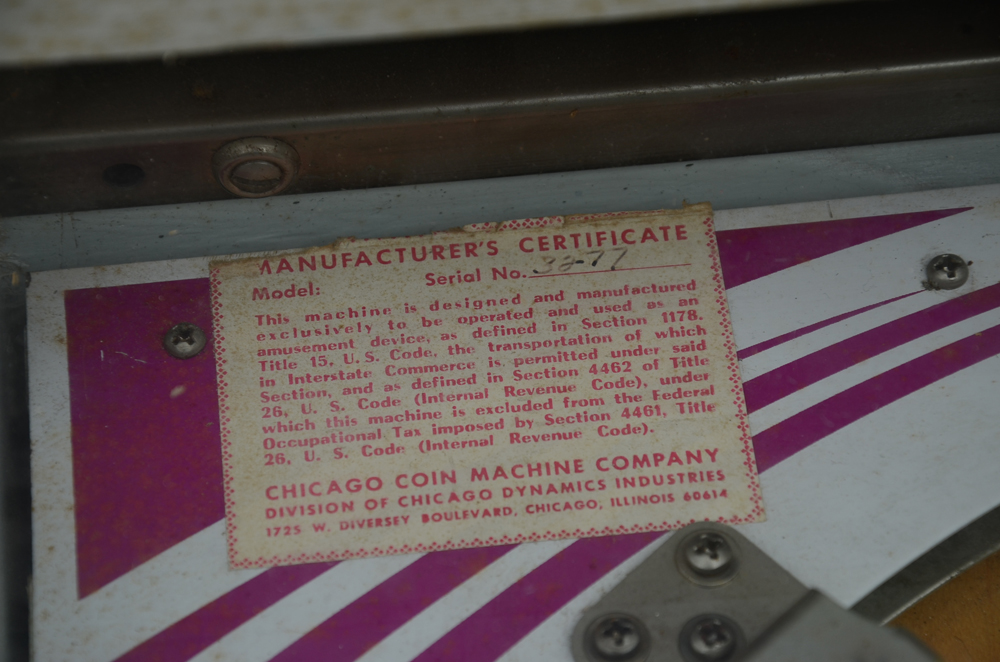 MANUFACTURER'S CERTIFICATE
Model: Serial No. 3277
This machine is designed and manufactured
exclusively to be operated and used as an
amusement device, as defined in Section 1178.
Title 15, U. S. Code, the transportation of which
in Interstate Commerce is permitted under said
Section, and as defined in Section 4462 of Title
26, U. S. Code (Internal Revenue Code), under
which this machine is excluded from the Federal
Occupational Tax imposed by Section 4461, Title
26, U. S. Code (Internal Revenue Code).
CHICAGO COIN MACHINE COMPANY
DIVISION OF CHICAGO DYNAMICS INDUSTRIES
1725 W. DIVERSEY BOULEVARD, CHICAGO, ILLINOIS 60614